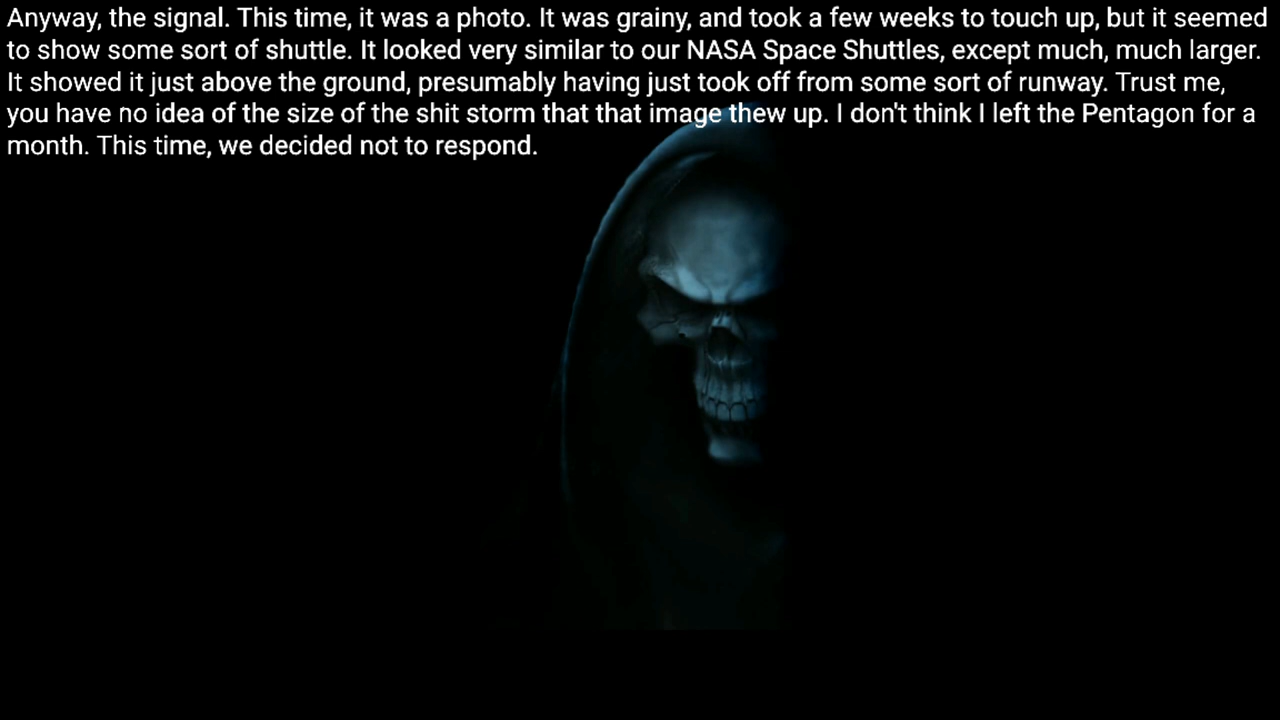 Anyway, the signal. This time, it was a photo. It was grainy, and took a few weeks to touch up, but it seemed
to show some sort of shuttle. It looked very similar to our NASA Space Shuttles, except much, much larger.
It showed it just above the ground, presumably having just took off from some sort of runway. Trust me,
you have no idea of the size of the shit storm that that image thew up. I don't think I left the Pentagon for a
month. This time, we decided not to respond.